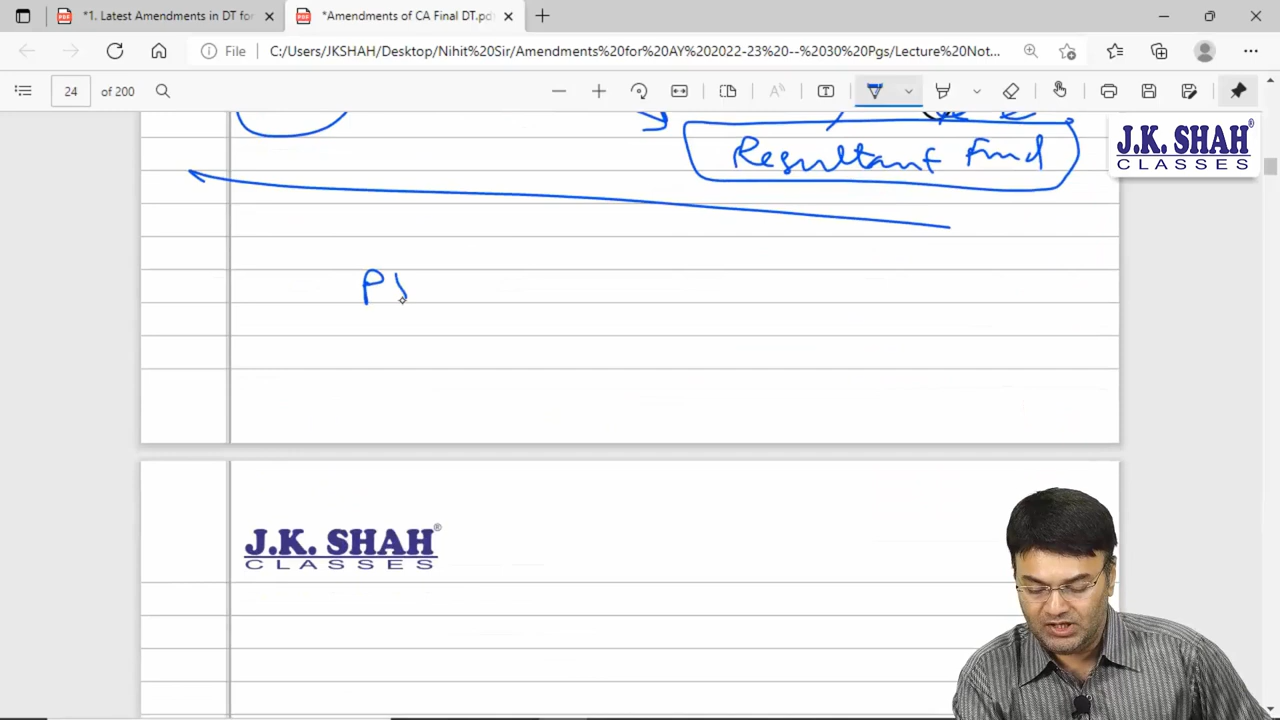 *1. Latest Amendments in DT for
*Amendments of CA Final DT.pdf
File C:/Users/JKSHAH/Desktop/Nihit%20Sir/Amendments%20for%20AY%202022-23%20--%2030%20Pgs/Lecture%20Not...
24 of 200
J.K. SHAH
CLASSES
Resultant Fund
J.K. SHAH®
CLASSES